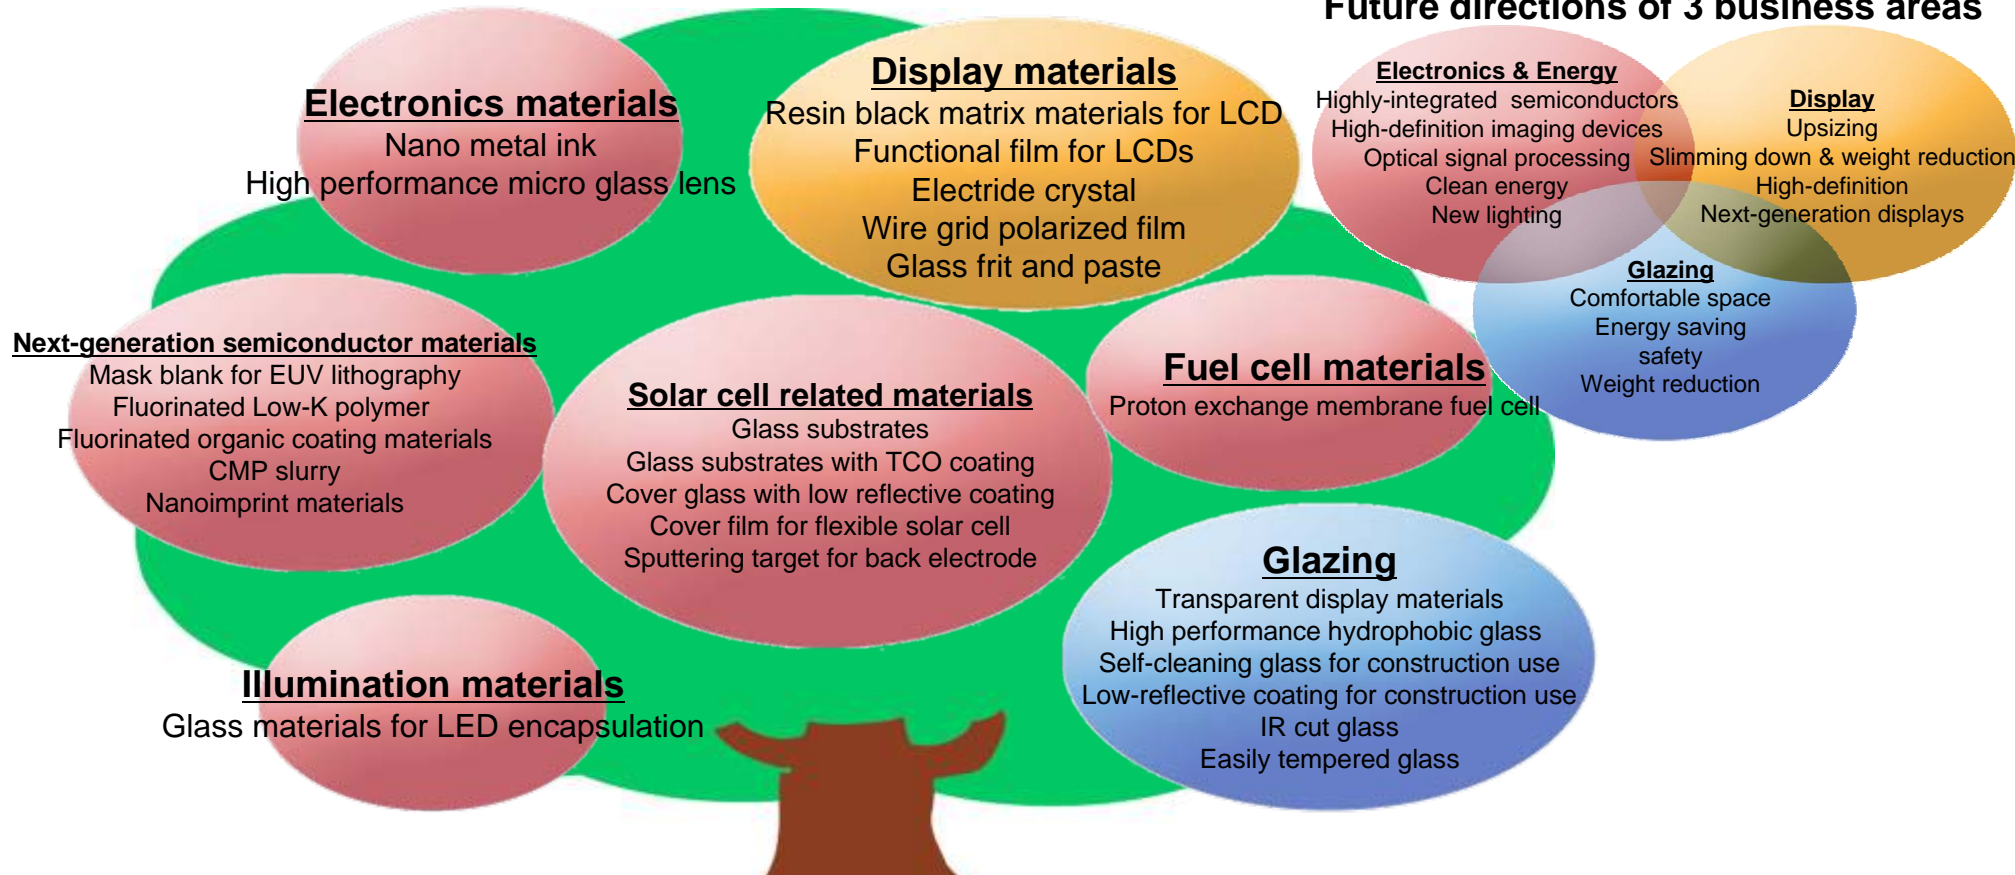 Future directions of 3 business areas
Electronics materials
Nano metal ink
High performance micro glass lens
Display materials
Resin black matrix materials for LCD
Functional film for LCDs
Electride crystal
Wire grid polarized film
Glass frit and paste
Electronics & Energy
Highly-integrated semiconductors
High-definition imaging devices
Optical signal processing
Clean energy
New lighting
Display
Upsizing
Slimming down & weight reduction
High-definition
Next-generation displays
Glazing
Comfortable space
Energy saving
safety
Weight reduction
Next-generation semiconductor materials
Mask blank for EUV lithography
Fluorinated Low-K polymer
Fluorinated organic coating materials
CMP slurry
Nanoimprint materials
Solar cell related materials
Glass substrates
Glass substrates with TCO coating
Cover glass with low reflective coating
Cover film for flexible solar cell
Sputtering target for back electrode
Fuel cell materials
Proton exchange membrane fuel cell
Glazing
Transparent display materials
High performance hydrophobic glass
Self-cleaning glass for construction use
Low-reflective coating for construction use
IR cut glass
Easily tempered glass
Illumination materials
Glass materials for LED encapsulation